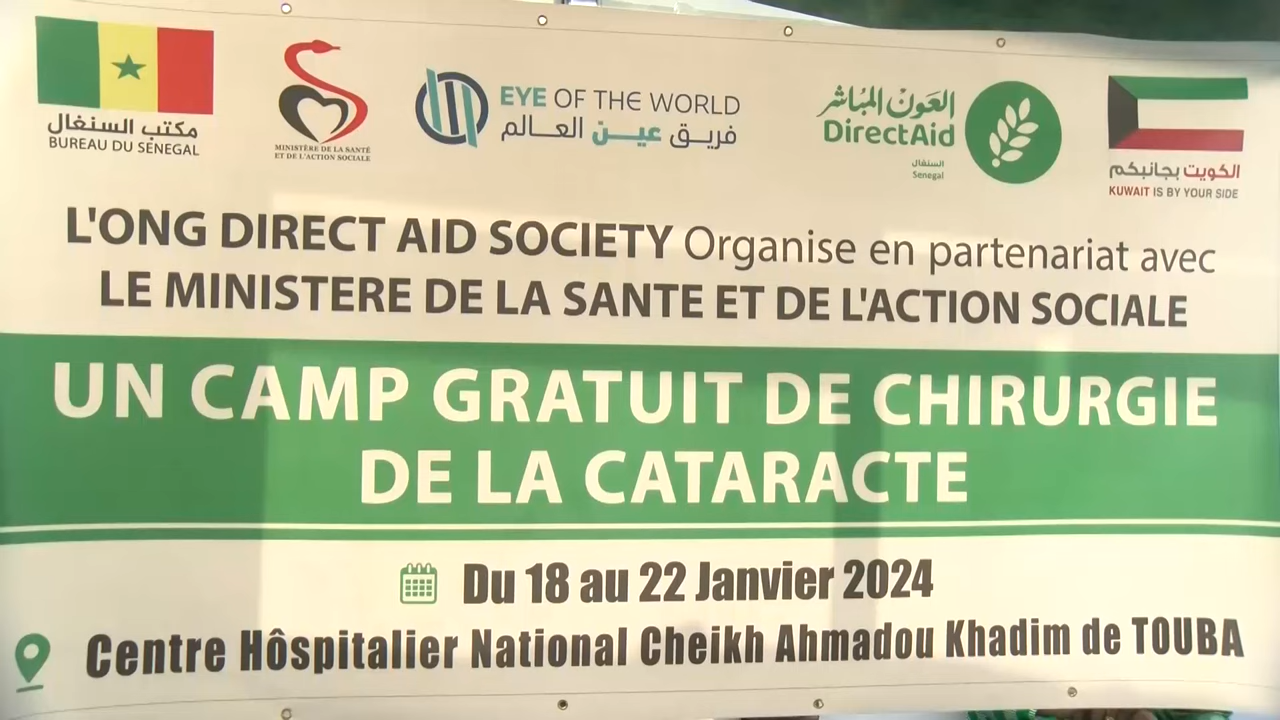 مكتب السنغال
BUREAU DU SÉNÉGAL
MINISTÈRE DE LA SANTÉ
ET DE L'ACTION SOCIALE
EYE OF THE WORLD
فريق عين العالم
العون المباشر
DirectAid
السنغال
Senegal
الكويت بجانبكم
KUWAIT IS BY YOUR SIDE
L'ONG DIRECT AID SOCIETY Organise en partenariat avec
LE MINISTERE DE LA SANTE ET DE L'ACTION SOCIALE
UN CAMP GRATUIT DE CHIRURGIE
DE LA CATARACTE
Du 18 au 22 Janvier 2024
Centre Hôspitalier National Cheikh Ahmadou Khadim de TOUBA